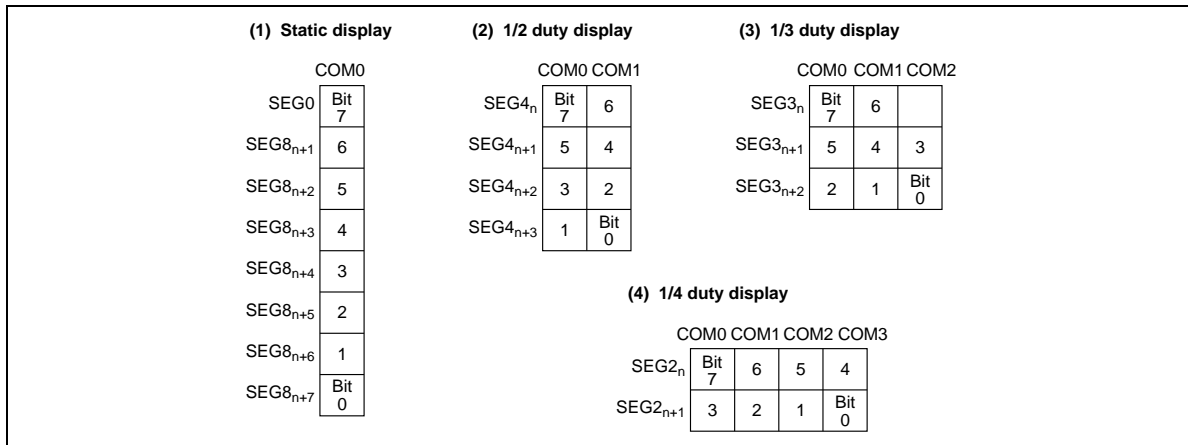 (1) Static display
COM0
SEG0 Bit 7
SEG8n+1 6
SEG8n+2 5
SEG8n+3 4
SEG8n+4 3
SEG8n+5 2
SEG8n+6 1
SEG8n+7 Bit 0
(2) 1/2 duty display
COM0 COM1
SEG4n Bit 7 6
SEG4n+1 5 4
SEG4n+2 3 2
SEG4n+3 1 Bit 0
(3) 1/3 duty display
COM0 COM1 COM2
SEG3n Bit 7 6
SEG3n+1 5 4 3
SEG3n+2 2 1 Bit 0
(4) 1/4 duty display
COM0 COM1 COM2 COM3
SEG2n Bit 7 6 5 4
SEG2n+1 3 2 1 Bit 0